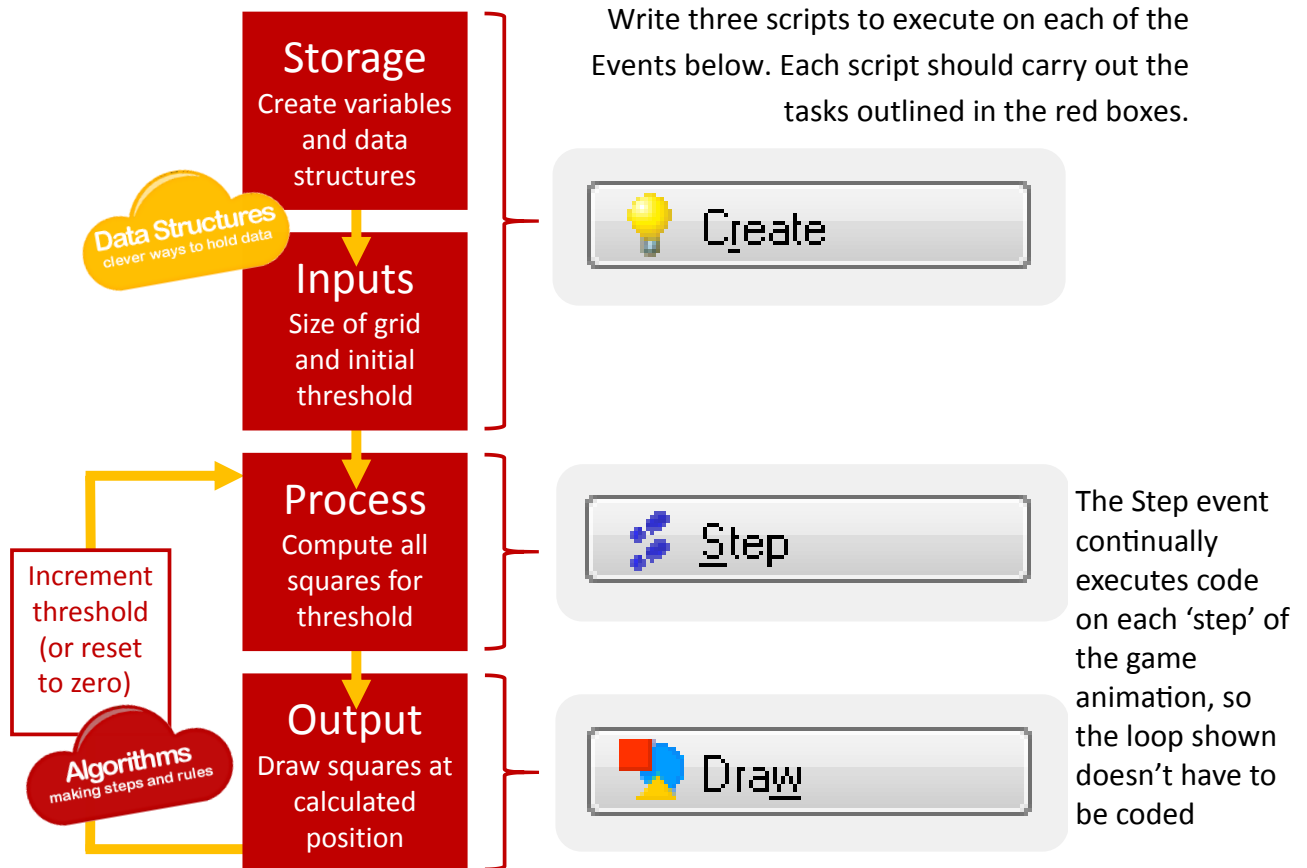 Write three scripts to execute on each of the
Events below. Each script should carry out the
tasks outlined in the red boxes.
Storage
Create variables
and data
structures
Data Structures
clever ways to hold data
Create
Inputs
Size of grid
and initial
threshold
Process
Compute all
squares for
threshold
Step
The Step event
continually
executes code
on each ‘step’ of
the game
animation, so
the loop shown
doesn’t have to
be coded
Increment
threshold
(or reset
to zero)
Algorithms
making steps and rules
Output
Draw squares at
calculated
position
Draw